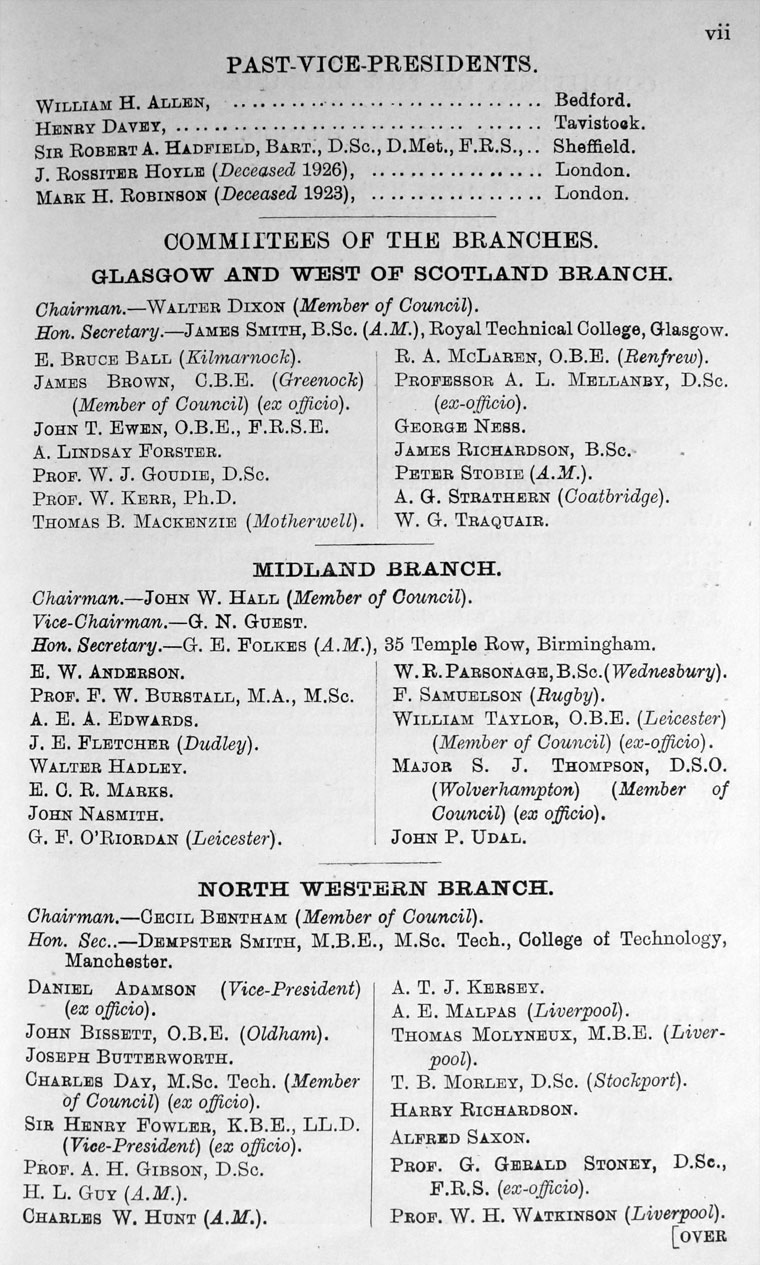 vii
PAST-VICE-PRESIDENTS.
WILLIAM H. ALLEN, .................................. Bedford.
HENRY DAVEY, .................................. Tavistock.
SIR ROBERT A. HADFIELD, BART., D.Sc., D.Met., F.R.S.,.. Sheffield.
J. ROSSITER HOYLE (Deceased 1926), .................. London.
MARK H. ROBINSON (Deceased 1923), .................. London.
COMMITTEES OF THE BRANCHES.
GLASGOW AND WEST OF SCOTLAND BRANCH.
Chairman.—WALTER DIXON (Member of Council).
Hon. Secretary.—JAMES SMITH, B.Sc. (A.M.), Royal Technical College, Glasgow.
E. BRUCE BALL (Kilmarnock).
JAMES BROWN, C.B.E. (Greenock)
(Member of Council) (ex officio).
JOHN T. EWEN, O.B.E., F.R.S.E.
A. LINDSAY FORSTER.
PROF. W. J. GOUDIE, D.Sc.
PROF. W. KERR, Ph.D.
THOMAS B. MACKENZIE (Motherwell).
R. A. MCLAREN, O.B.E. (Renfrew).
PROFESSOR A. L. MELLANBY, D.Sc.
(ex-officio).
GEORGE NESS.
JAMES RICHARDSON, B.Sc.
PETER STOBIE (A.M.).
A. G. STRATHERN (Coatbridge).
W. G. TRAQUAIR.
MIDLAND BRANCH.
Chairman.—JOHN W. HALL (Member of Council).
Vice-Chairman.—G. N. GUEST.
Hon. Secretary.—G. E. FOLKES (A.M.), 35 Temple Row, Birmingham.
E. W. ANDERSON.
PROF. F. W. BURSTALL, M.A., M.Sc.
A. E. A. EDWARDS.
J. E. FLETCHER (Dudley).
WALTER HADLEY.
E. C. R. MARKS.
JOHN NASMITH.
G. F. O'RIORDAN (Leicester).
W. R. PARSONAGE, B.Sc. (Wednesbury).
F. SAMUELSON (Rugby).
WILLIAM TAYLOR, O.B.E. (Leicester)
(Member of Council) (ex-officio).
MAJOR S. J. THOMPSON, D.S.O.
(Wolverhampton) (Member of
Council) (ex officio).
JOHN P. UDAL.
NORTH WESTERN BRANCH.
Chairman.—CECIL BENTHAM (Member of Council).
Hon. Sec..—DEMPSTER SMITH, M.B.E., M.Sc. Tech., College of Technology,
Manchester.
DANIEL ADAMSON (Vice-President)
(ex officio).
JOHN BISSETT, O.B.E. (Oldham).
JOSEPH BUTTERWORTH.
CHARLES DAY, M.Sc. Tech. (Member
of Council) (ex officio).
SIR HENRY FOWLER, K.B.E., LL.D.
(Vice-President) (ex officio).
PROF. A. H. GIBSON, D.Sc.
H. L. GUY (A.M.).
CHARLES W. HUNT (A.M.).
A. T. J. KERSEY.
A. E. MALPAS (Liverpool).
THOMAS MOLYNEUX, M.B.E. (Liver-
pool).
T. B. MORLEY, D.Sc. (Stockport).
HARRY RICHARDSON.
ALFRED SAXON.
PROF. G. GERALD STONEY, D.Sc.,
F.R.S. (ex-officio).
PROF. W. H. WATKINSON (Liverpool).
[OVER